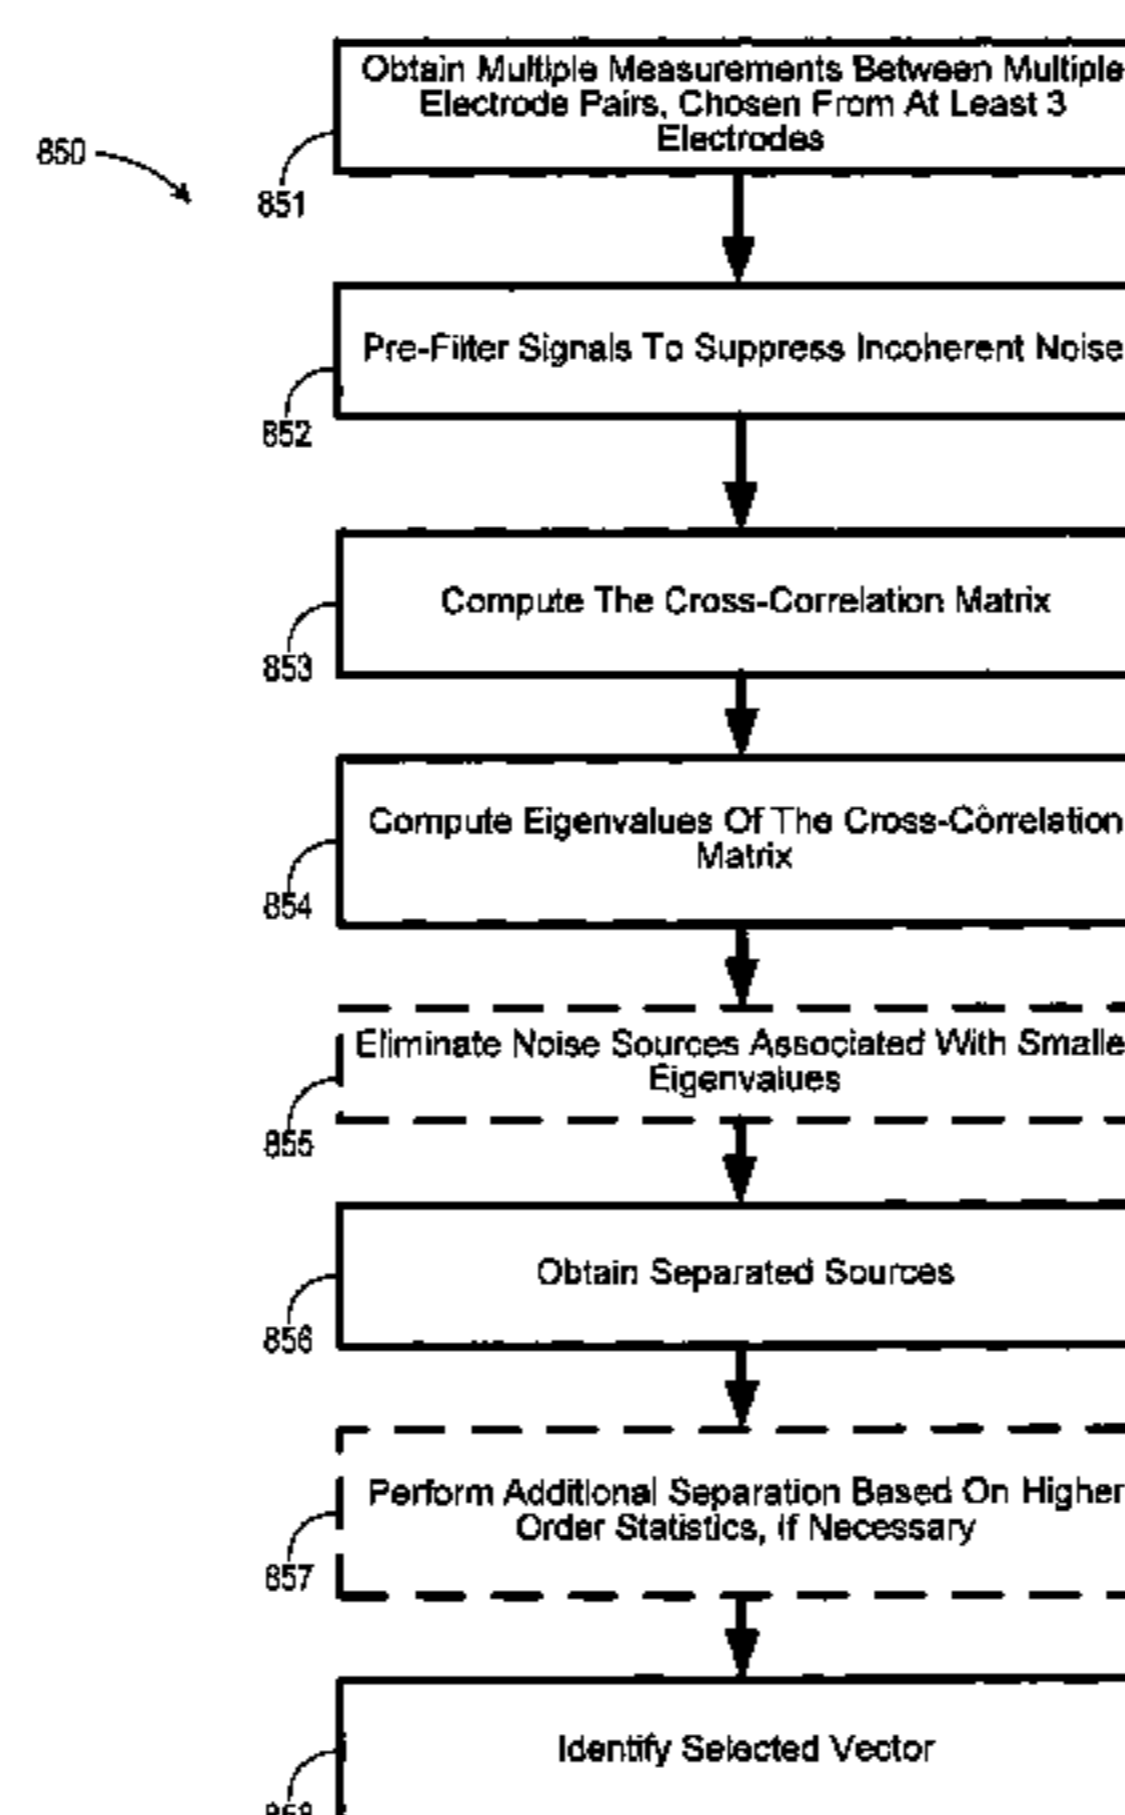 Obtain Multiple Measurements Between Multiple
Electrode Pairs, Chosen From At Least 3
Electrodes
850
851
Pre-Filter Signals To Suppress Incoherent Noise
852
Compute The Cross-Correlation Matrix
853
Compute Eigenvalues Of The Cross-Correlation
Matrix
854
Eliminate Noise Sources Associated With Smalle
Eigenvalues
855
Obtain Separated Sources
856
Perform Additional Separation Based On Higher
Order Statistics, If Necessary
857
Identify Selected Vector